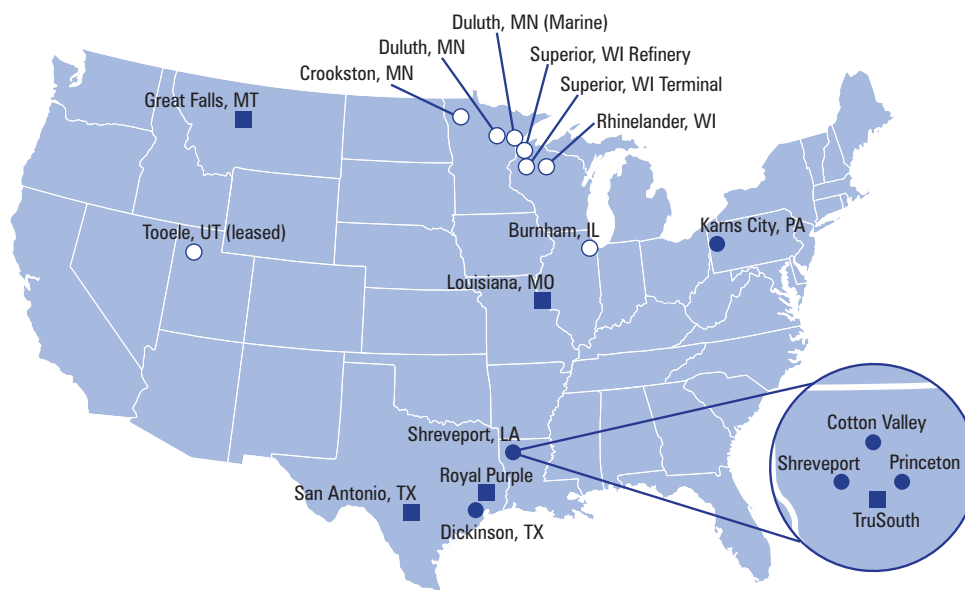 Duluth, MN (Marine)
Duluth, MN
Superior, WI Refinery
Crookston, MN
Superior, WI Terminal
Great Falls, MT
Rhinelander, WI
Tooele, UT (leased)
Burnham, IL
Karns City, PA
Louisiana, MO
Shreveport, LA
Cotton Valley
Shreveport
Princeton
Royal Purple
San Antonio, TX
TruSouth
Dickinson, TX